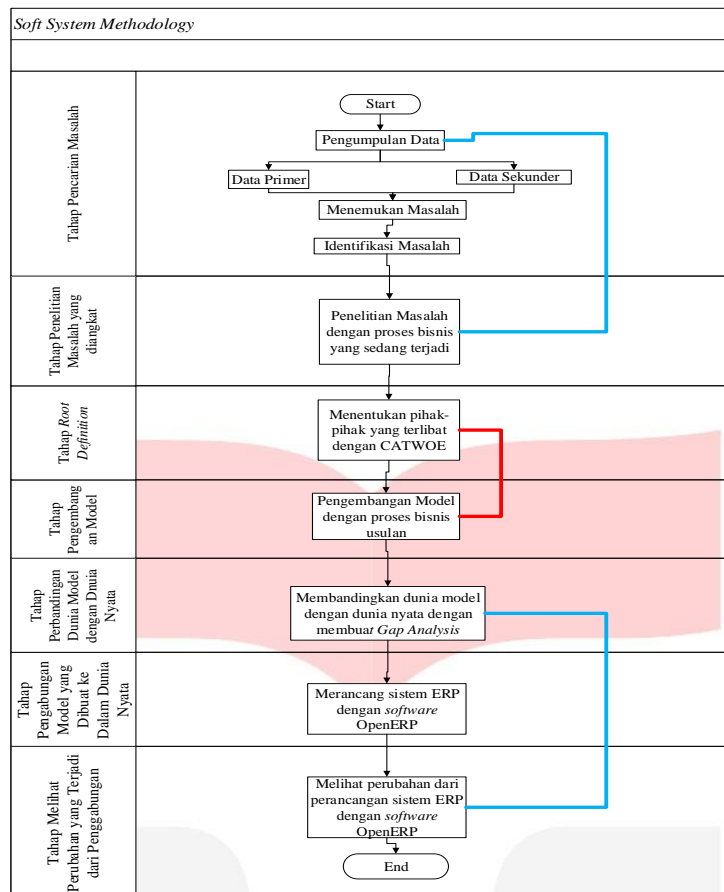 Soft System Methodology
Tahap Pencarian Masalah
Start
Pengumpulan Data
Data Primer
Data Sekunder
Menemukan Masalah
Identifikasi Masalah
Tahap Penelitian
Masalah yang
diangkat
Penelitian Masalah
dengan proses bisnis
yang sedang terjadi
Tahap Root
Definition
Menentukan pihak-
pihak yang terlibat
dengan CATWOE
Tahap
Pengembang
an Model
Pengembangan Model
dengan proses bisnis
usulan
Tahap
Perbandingan
Dunia Model
dengan Dnuia
Nyata
Membandingkan dunia model
dengan dunia nyata dengan
membuat Gap Analysis
Tahap
Pengabungan
Model yang
Dibuat ke
Dalam Dunia
Nyata
Merancang sistem ERP
dengan software
OpenERP
Tahap Melihat
Perubahan yang Terjadi
dari Penggabungan
Melihat perubahan dari
perancangan sistem ERP
dengan software
OpenERP
End